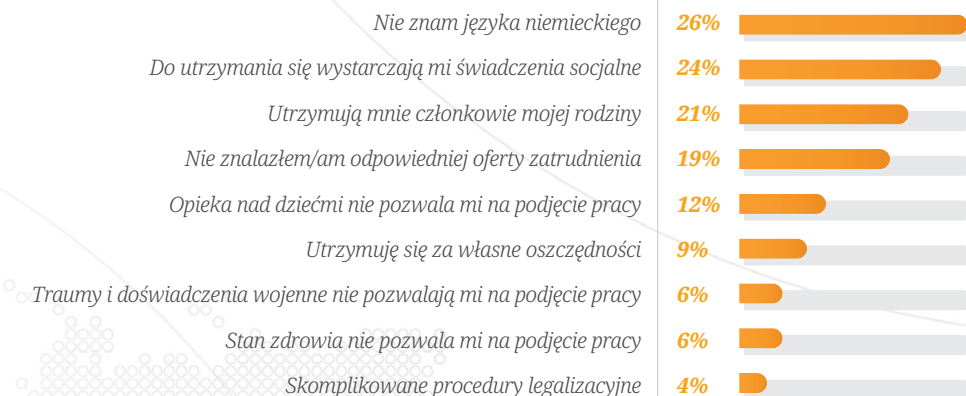 Nie znam języka niemieckiego 26%
Do utrzymania się wystarczają mi świadczenia socjalne 24%
Utrzymują mnie członkowie mojej rodziny 21%
Nie znalazłem/am odpowiedniej oferty zatrudnienia 19%
Opieka nad dziećmi nie pozwala mi na podjęcie pracy 12%
Utrzymuję się za własne oszczędności 9%
Traumy i doświadczenia wojenne nie pozwalają mi na podjęcie pracy 6%
Stan zdrowia nie pozwala mi na podjęcie pracy 6%
Skomplikowane procedury legalizacyjne 4%